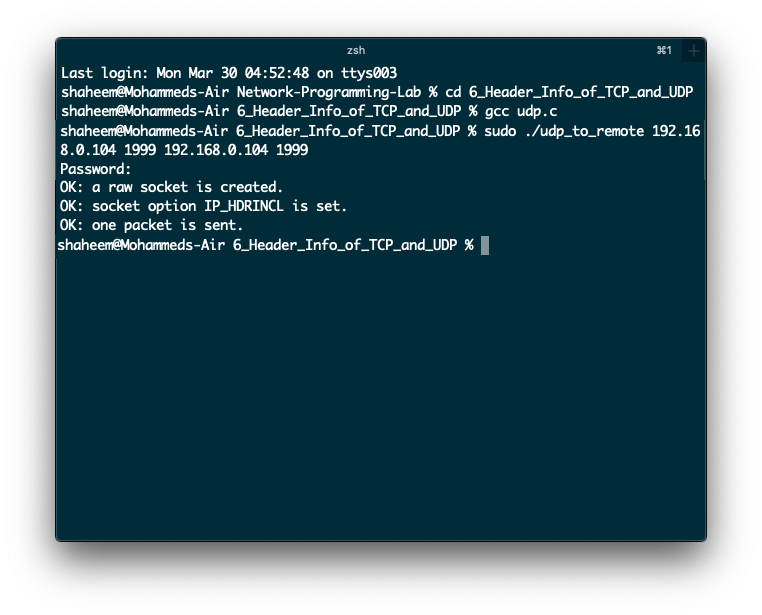 zsh ⌘1 +
Last login: Mon Mar 30 04:52:48 on ttys003
shaheem@Mohammeds-Air Network-Programming-Lab % cd 6_Header_Info_of_TCP_and_UDP
shaheem@Mohammeds-Air 6_Header_Info_of_TCP_and_UDP % gcc udp.c
shaheem@Mohammeds-Air 6_Header_Info_of_TCP_and_UDP % sudo ./udp_to_remote 192.16
8.0.104 1999 192.168.0.104 1999
Password:
OK: a raw socket is created.
OK: socket option IP_HDRINCL is set.
OK: one packet is sent.
shaheem@Mohammeds-Air 6_Header_Info_of_TCP_and_UDP %